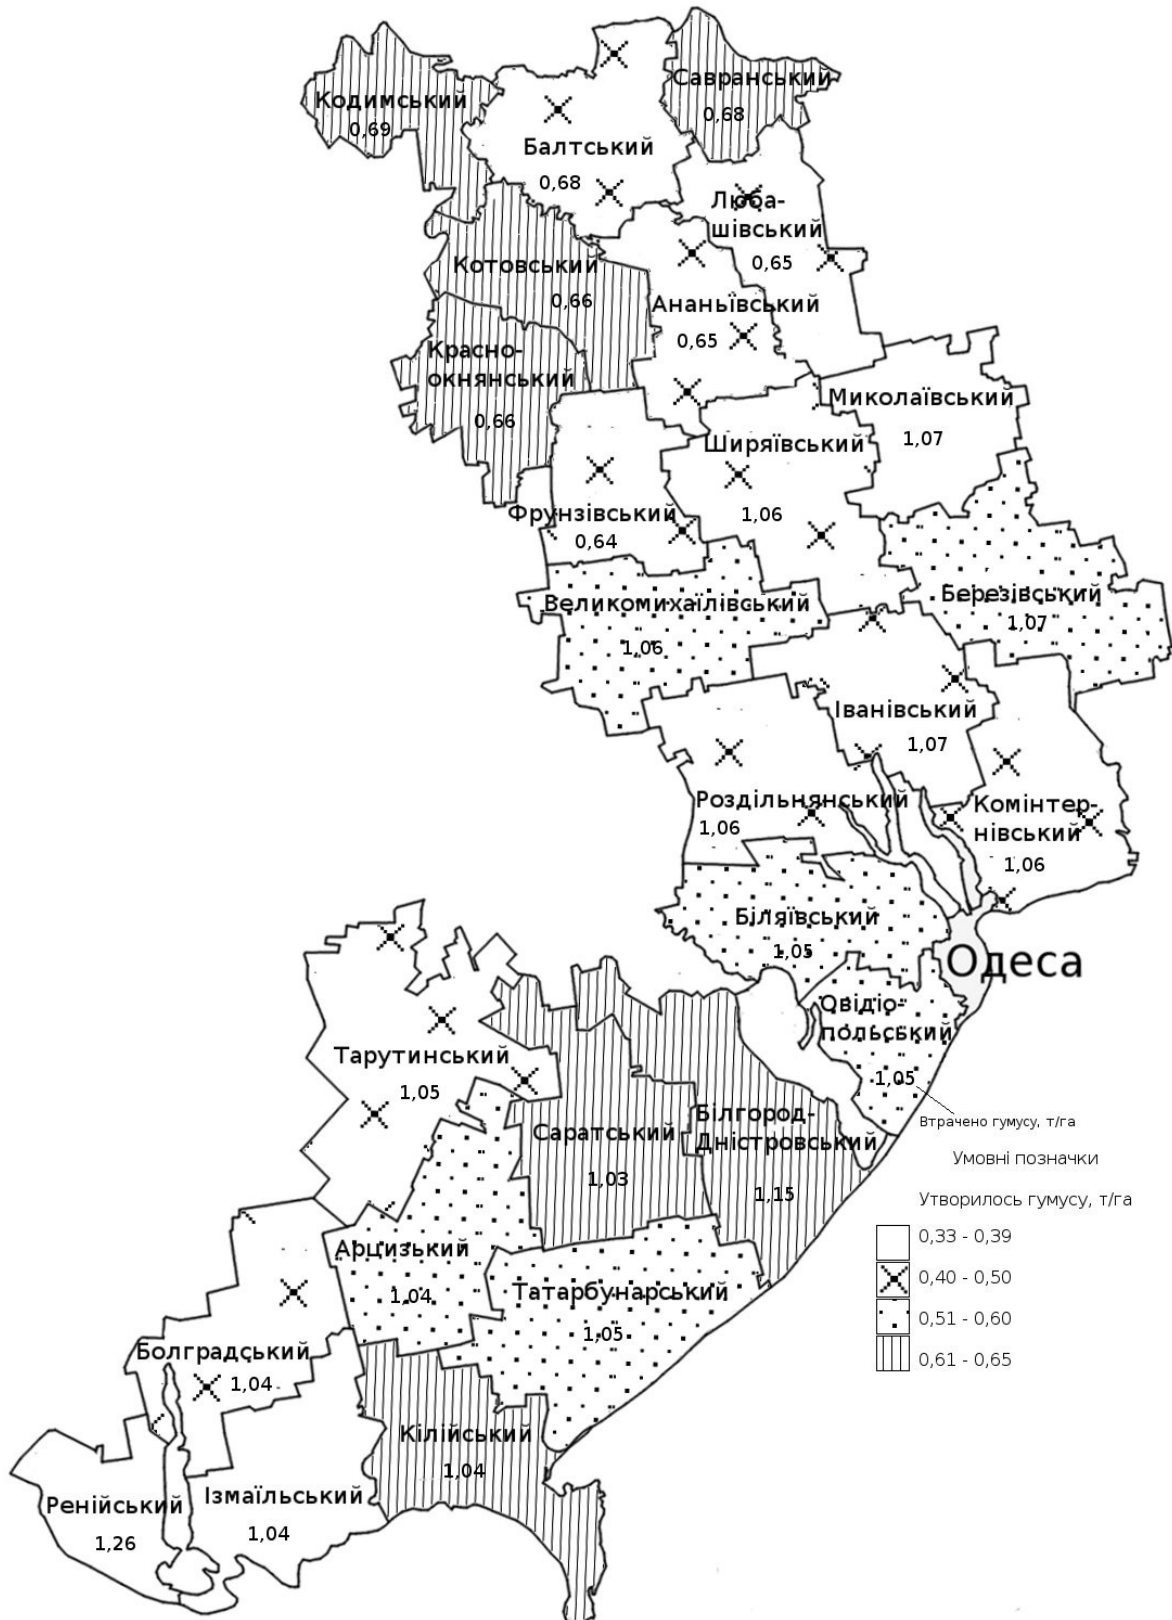 Савранський
0,68
Кодимський
0,69
Балтський
0,68
Люба-
шівський
0,65
Котовський
0,66
Ананьївський
0,65
Красно-
окнянський
0,66
Миколаївський
1,07
Ширяївський
1,06
Фрунзівський
0,64
Березівський
1,07
Великомихаїлівський
1,06
Іванівський
1,07
Роздільнянський
1,06
Комінтер-
нівський
1,06
Біляївський
1,05
Одеса
Овідіо-
польський
1,05
Тарутинський
1,05
Білгород-
Дністровський
1,15
Саратський
1,03
Арцизький
1,04
Татарбунарський
1,05
Болградський
1,04
Кілійський
1,04
Ренійський
1,26
Ізмаїльський
1,04
Втрачено гумусу, т/га
Умовні позначки
Утворилось гумусу, т/га
0,33 - 0,39
0,40 - 0,50
0,51 - 0,60
0,61 - 0,65